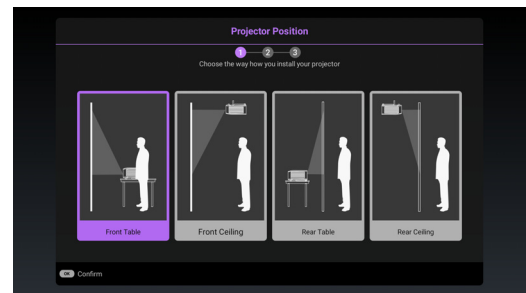 Projector Position
1 2 3
Choose the way how you install your projector
Front Table
Front Ceiling
Rear Table
Rear Ceiling
OK Confirm